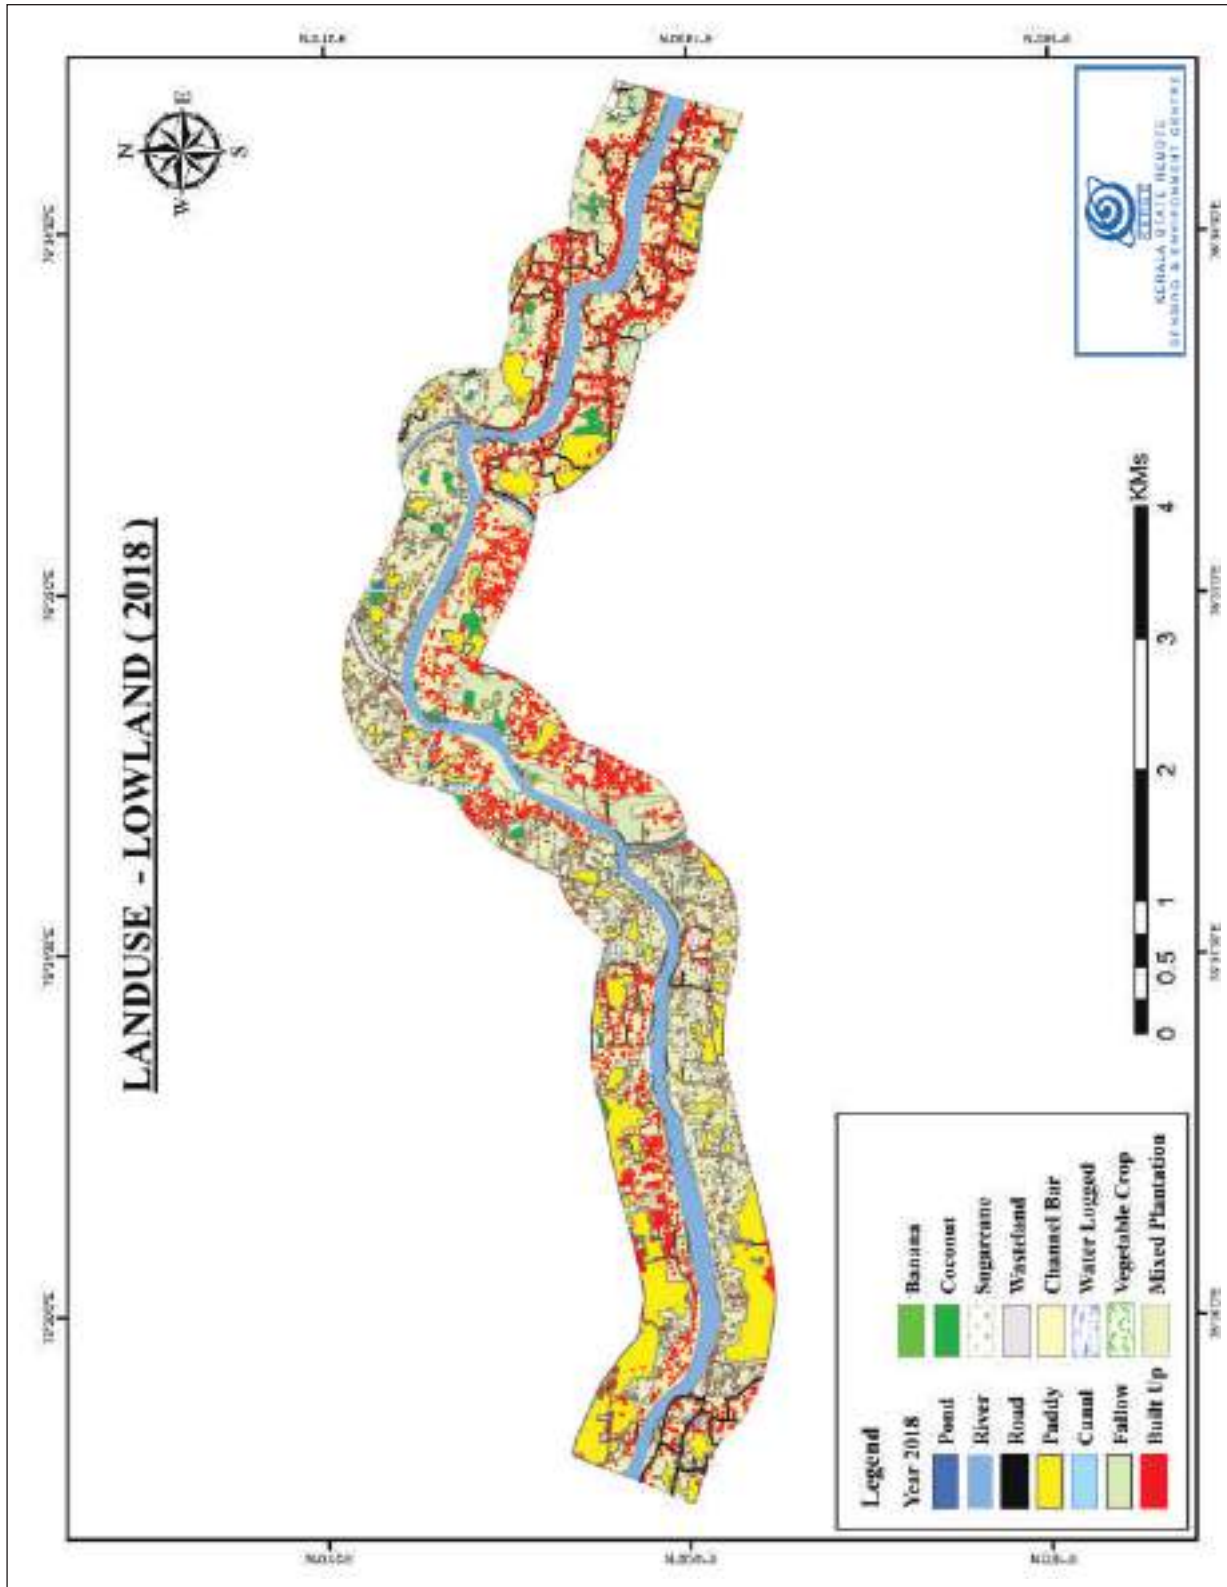 LANDUSE - LOWLAND ( 2018 )
N
W
E
S
KERALA STATE REMOTE
SENSING & ENVIRONMENT CENTRE
Legend
Year 2018
Pond
River
Road
Paddy
Canal
Fallow
Built Up
Banana
Coconut
Sugarcane
Wasteland
Channel Bar
Water Logged
Vegetable Crop
Mixed Plantation
0 0.5 1 2 3 4
KMs